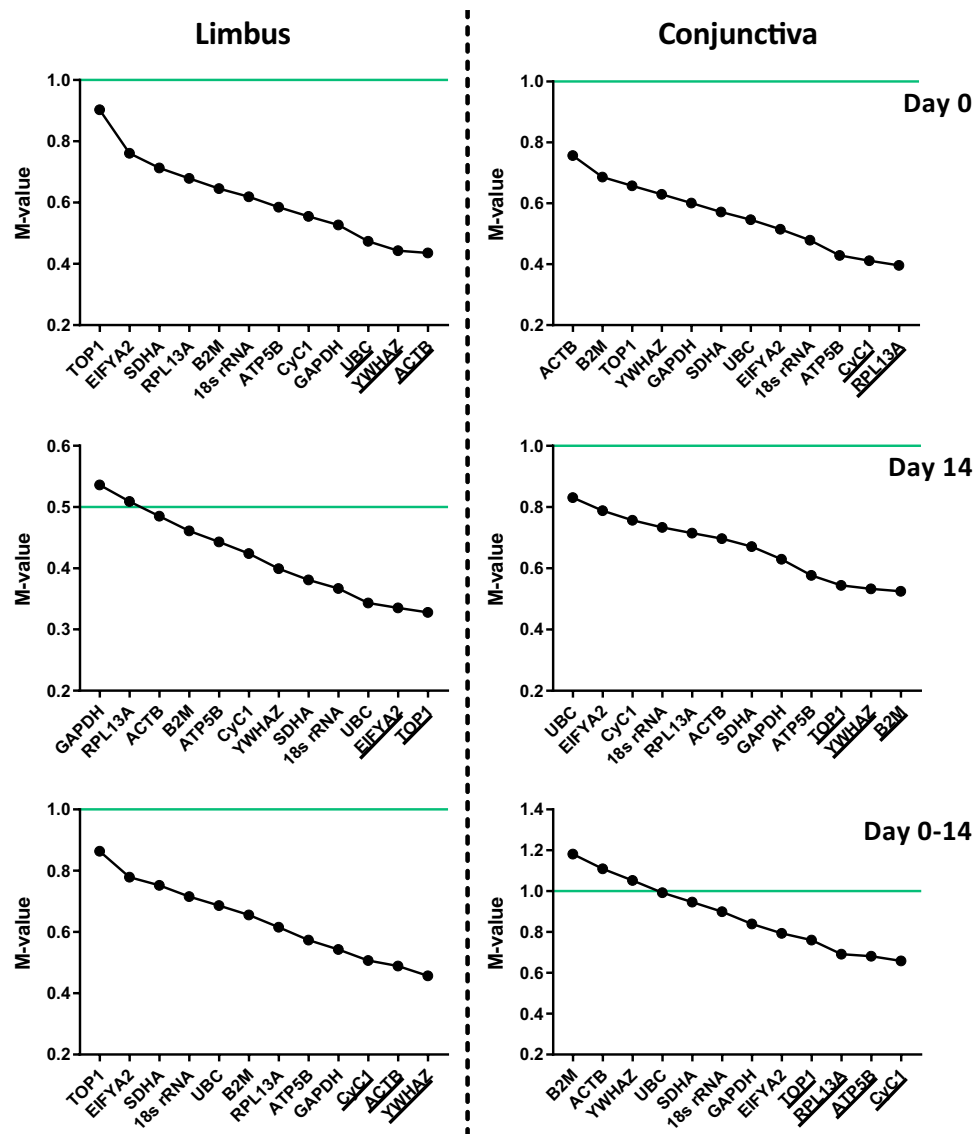 Limbus
Conjunctiva
M-value
1.0
0.8
0.6
0.4
0.2
TOP1
EIFYA2
SDHA
RPL13A
B2M
18s rRNA
ATP5B
CyC1
GAPDH
UBC
YWHAZ
ACTB
Day 0
M-value
1.0
0.8
0.6
0.4
0.2
ACTB
B2M
TOP1
YWHAZ
GAPDH
SDHA
UBC
EIFYA2
18s rRNA
ATP5B
CyC1
RPL13A
M-value
0.6
0.5
0.4
0.3
0.2
GAPDH
RPL13A
ACTB
B2M
ATP5B
CyC1
YWHAZ
SDHA
18s rRNA
UBC
EIFYA2
TOP1
Day 14
M-value
1.0
0.8
0.6
0.4
0.2
UBC
EIFYA2
CyC1
18s rRNA
RPL13A
ACTB
SDHA
GAPDH
ATP5B
TOP1
YWHAZ
B2M
M-value
1.0
0.8
0.6
0.4
0.2
TOP1
EIFYA2
SDHA
18s rRNA
UBC
B2M
RPL13A
ATP5B
GAPDH
CyC1
ACTB
YWHAZ
Day 0-14
M-value
1.4
1.2
1.0
0.8
0.6
0.4
0.2
B2M
ACTB
YWHAZ
UBC
SDHA
18s rRNA
GAPDH
EIFYA2
TOP1
RPL13A
ATP5B
CyC1